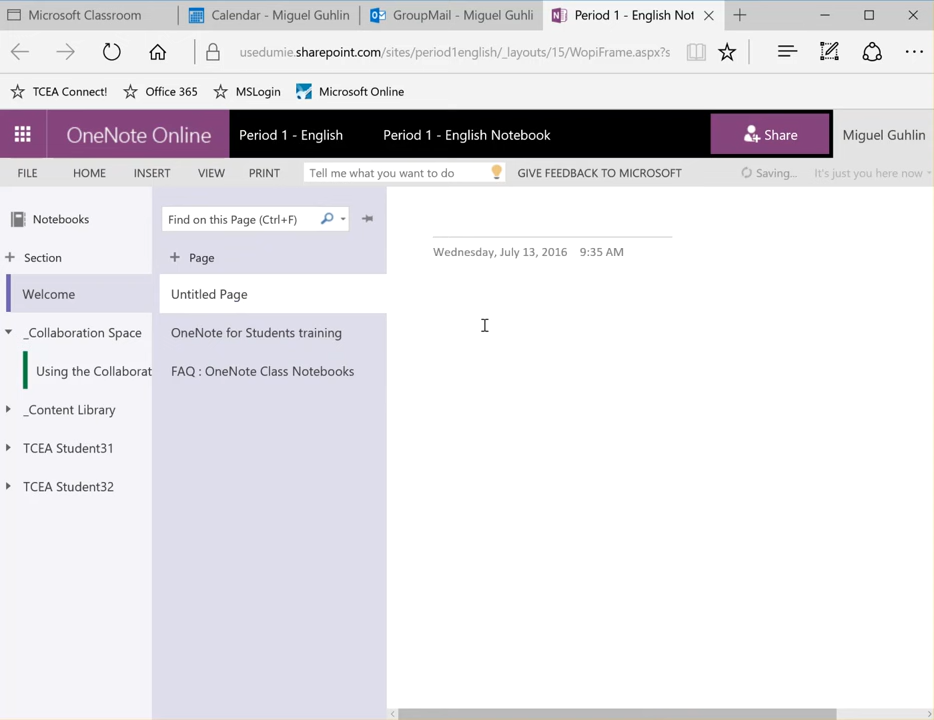 Microsoft Classroom
Calendar - Miguel Guhlin
GroupMail - Miguel Guhli
Period 1 - English Not
usedumie.sharepoint.com/sites/period1english/_layouts/15/WopiFrame.aspx?s
TCEA Connect!
Office 365
MSLogin
Microsoft Online
OneNote Online
Period 1 - English
Period 1 - English Notebook
Share
Miguel Guhlin
FILE
HOME
INSERT
VIEW
PRINT
Tell me what you want to do
GIVE FEEDBACK TO MICROSOFT
Saving...
It's just you here now
Notebooks
+ Section
Welcome
_Collaboration Space
Using the Collaborat
_Content Library
TCEA Student31
TCEA Student32
Find on this Page (Ctrl+F)
+ Page
Untitled Page
OneNote for Students training
FAQ : OneNote Class Notebooks
Wednesday, July 13, 2016 9:35 AM